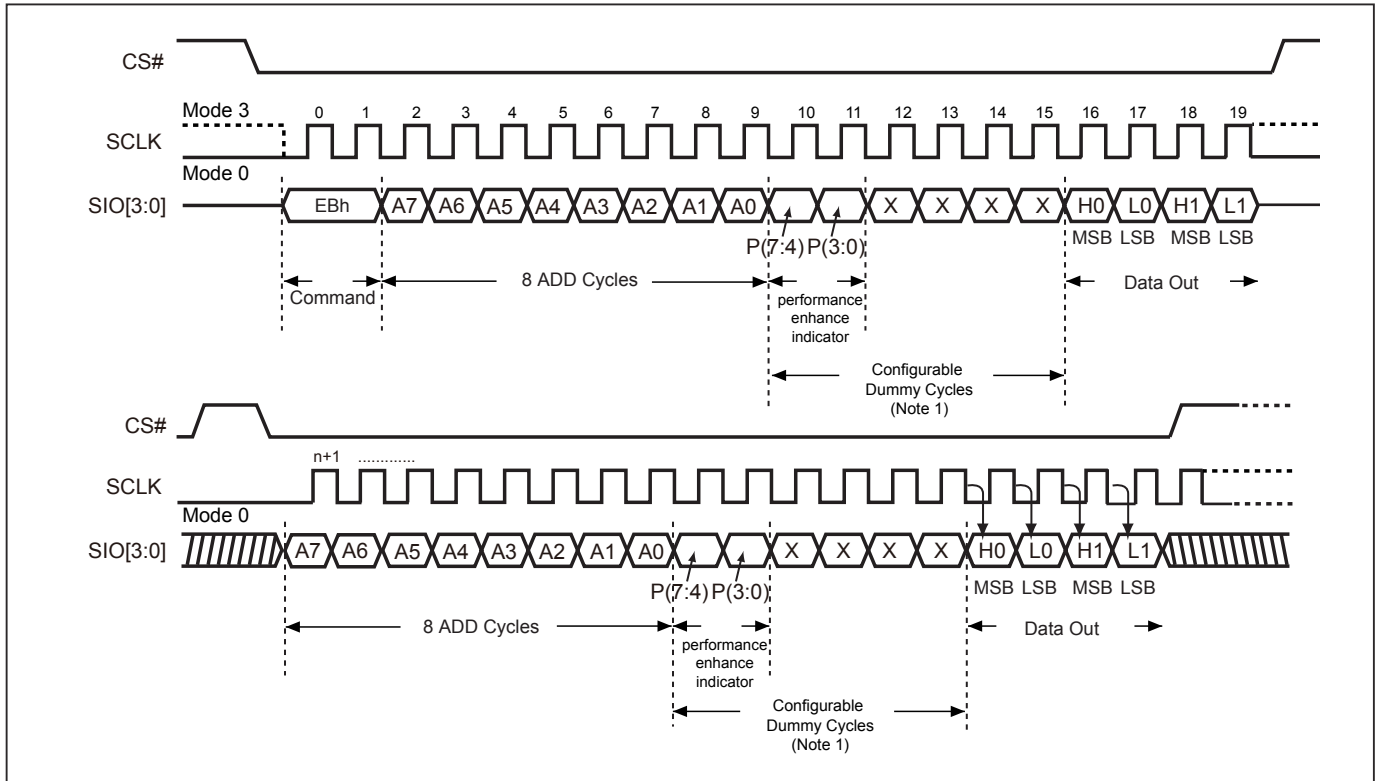 CS#
Mode 3
0 1 2 3 4 5 6 7 8 9 10 11 12 13 14 15 16 17 18 19
SCLK
Mode 0
SIO[3:0] EBh A7 A6 A5 A4 A3 A2 A1 A0 X X X X H0 L0 H1 L1
P(7:4) P(3:0) MSB LSB MSB LSB
Command 8 ADD Cycles Data Out
performance
enhance
indicator
Configurable
Dummy Cycles
(Note 1)
CS#
n+1 .............
SCLK
Mode 0
SIO[3:0] A7 A6 A5 A4 A3 A2 A1 A0 X X X X H0 L0 H1 L1
P(7:4) P(3:0) MSB LSB MSB LSB
8 ADD Cycles Data Out
performance
enhance
indicator
Configurable
Dummy Cycles
(Note 1)